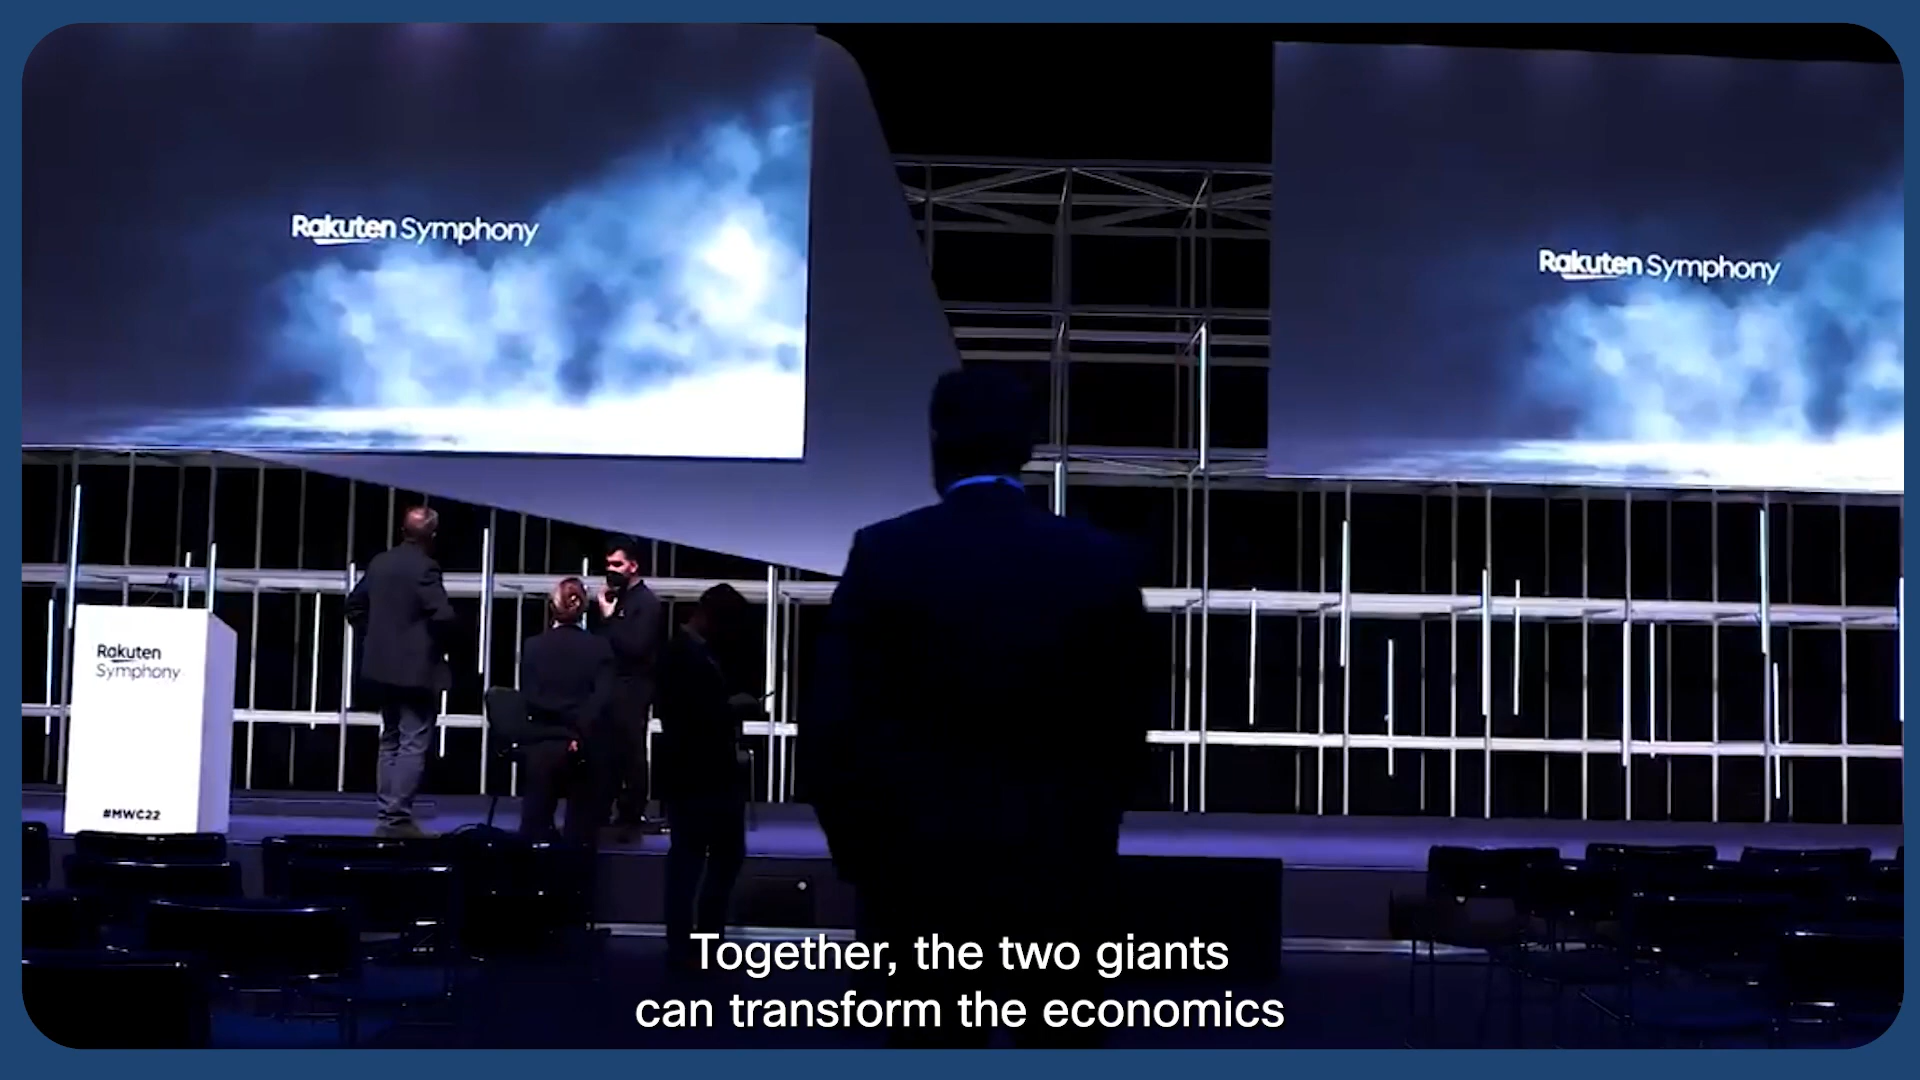 Rakuten Symphony
Rakuten Symphony
Rakuten
Symphony
#MWC22
Together, the two giants
can transform the economics